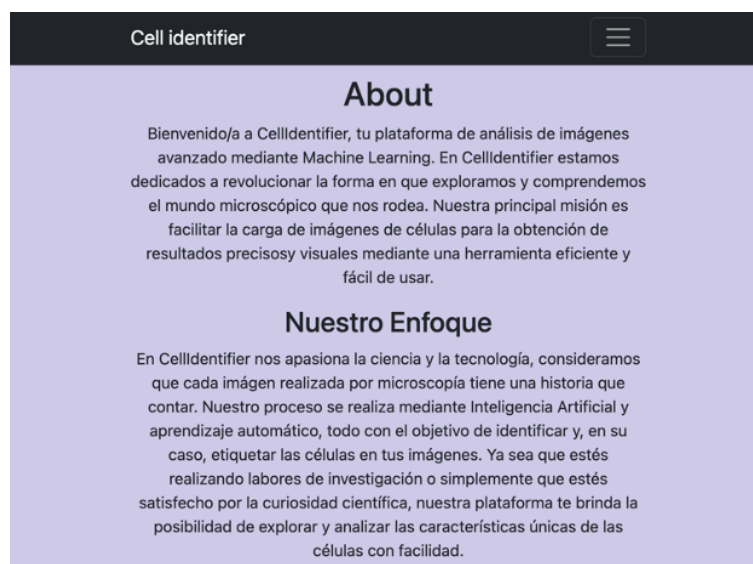 Cell identifier
About
Bienvenido/a a CellIdentifier, tu plataforma de análisis de imágenes
avanzado mediante Machine Learning. En CellIdentifier estamos
dedicados a revolucionar la forma en que exploramos y comprendemos
el mundo microscópico que nos rodea. Nuestra principal misión es
facilitar la carga de imágenes de células para la obtención de
resultados precisosy visuales mediante una herramienta eficiente y
fácil de usar.
Nuestro Enfoque
En CellIdentifier nos apasiona la ciencia y la tecnología, consideramos
que cada imágen realizada por microscopía tiene una historia que
contar. Nuestro proceso se realiza mediante Inteligencia Artificial y
aprendizaje automático, todo con el objetivo de identificar y, en su
caso, etiquetar las células en tus imágenes. Ya sea que estés
realizando labores de investigación o simplemente que estés
satisfecho por la curiosidad científica, nuestra plataforma te brinda la
posibilidad de explorar y analizar las características únicas de las
células con facilidad.